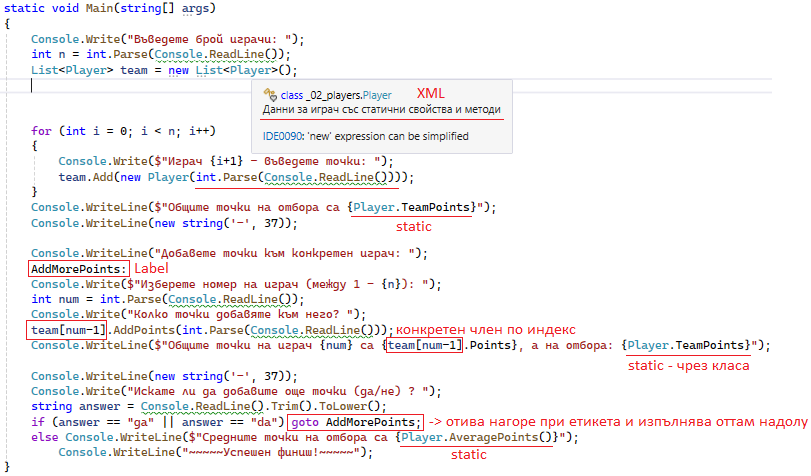 static void Main(string[] args)
{
Console.Write("Въведете брой играчи: ");
int n = int.Parse(Console.ReadLine());
List<Player> team = new List<Player>();
class _02_players.Player XML
Данни за играч със статични свойства и методи
IDE0090: 'new' expression can be simplified
for (int i = 0; i < n; i++)
{
Console.Write($"Играч {i+1} - въведете точки: ");
team.Add(new Player(int.Parse(Console.ReadLine())));
}
Console.WriteLine($"Общите точки на отбора са {Player.TeamPoints}");
Console.WriteLine(new string('-', 37)); static
Console.WriteLine("Добавете точки към конкретен играч: ");
AddMorePoints: Label
Console.Write($"Изберете номер на играч (между 1 - {n}): ");
int num = int.Parse(Console.ReadLine());
Console.Write("Колко точки добавяте към него? ");
team[num-1].AddPoints(int.Parse(Console.ReadLine())); конкретен член по индекс
Console.WriteLine($"Общите точки на играч {num} са {team[num-1].Points}, а на отбора: {Player.TeamPoints}");
static - чрез класа
Console.WriteLine(new string('-', 37));
Console.Write("Искате ли да добавите още точки (да/не) ? ");
string answer = Console.ReadLine().Trim().ToLower();
if (answer == "да" || answer == "da") goto AddMorePoints; -> отива нагоре при етикета и изпълнява оттам надолу
else Console.WriteLine($"Средните точки на отбора са {Player.AveragePoints()}");
Console.WriteLine("~~~~~Успешен финиш!~~~~~"); static
}